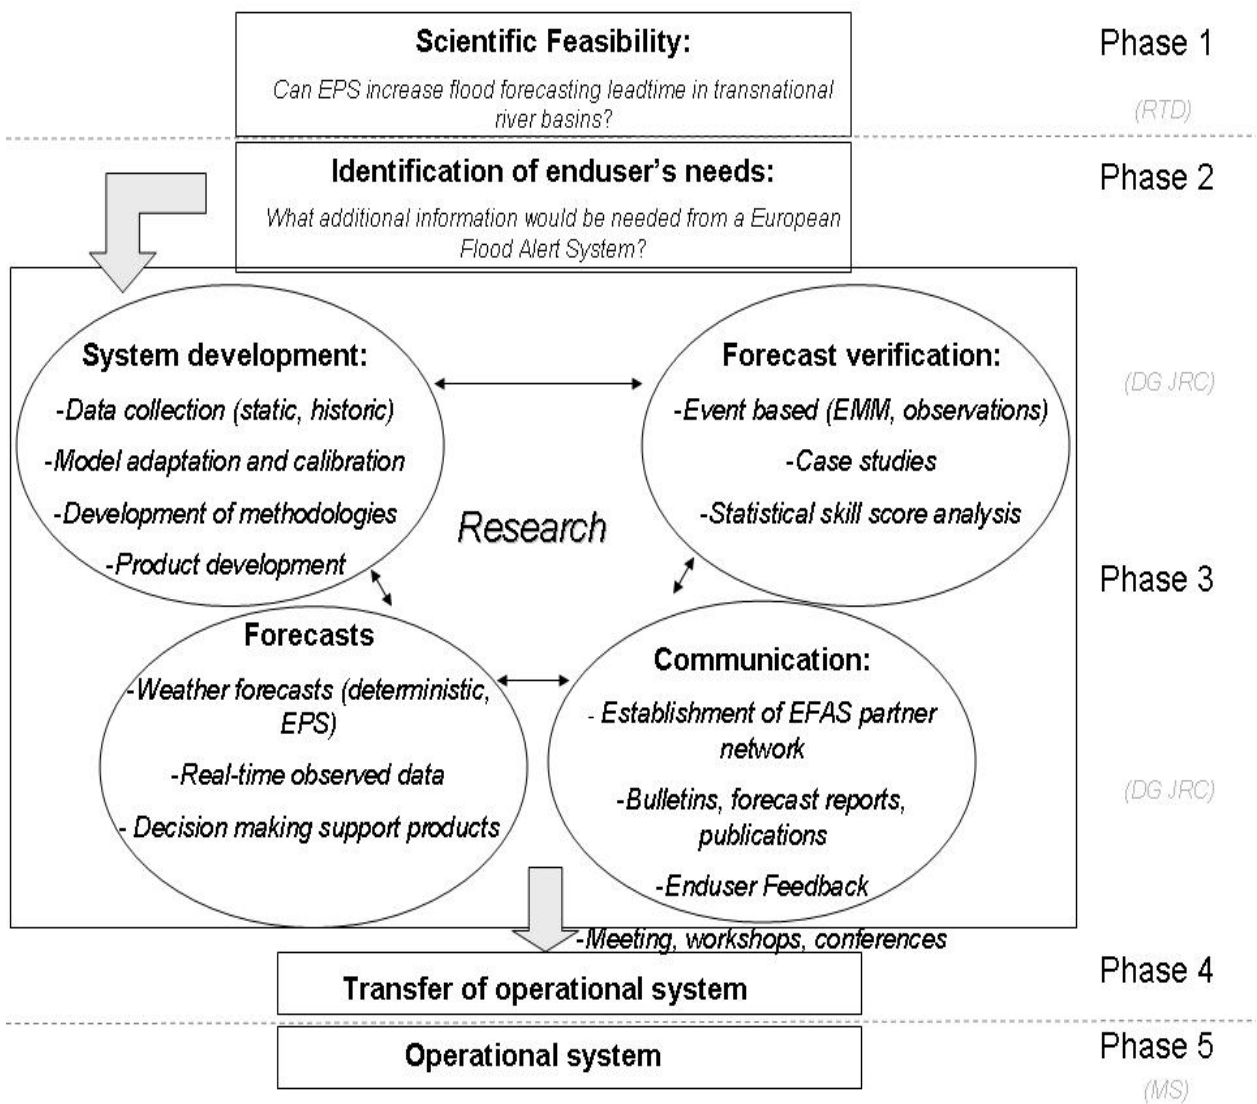 Scientific Feasibility:
Can EPS increase flood forecasting leadtime in transnational
river basins?
Phase 1
(RTD)
Identification of enduser's needs:
What additional information would be needed from a European
Flood Alert System?
Phase 2
(DG JRC)
System development:
-Data collection (static, historic)
-Model adaptation and calibration
-Development of methodologies
-Product development
Forecast verification:
-Event based (EMM, observations)
-Case studies
-Statistical skill score analysis
Research
Phase 3
Forecasts
-Weather forecasts (deterministic,
EPS)
-Real-time observed data
- Decision making support products
Communication:
- Establishment of EFAS partner
network
-Bulletins, forecast reports,
publications
-Enduser Feedback
-Meeting, workshops, conferences
(DG JRC)
Transfer of operational system
Phase 4
Operational system
Phase 5
(MS)